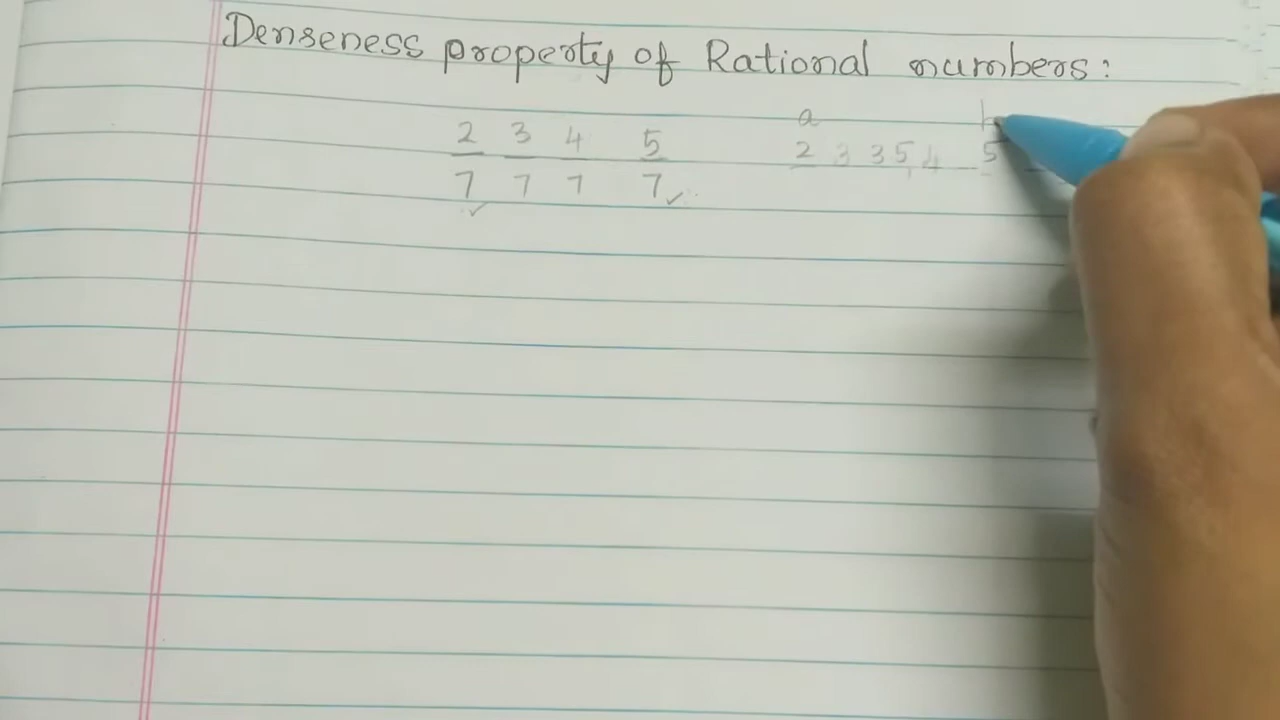 Denseness property of Rational numbers:
a b
2 3 4 5 2 3 3 5, 4 5
7 7 7 7